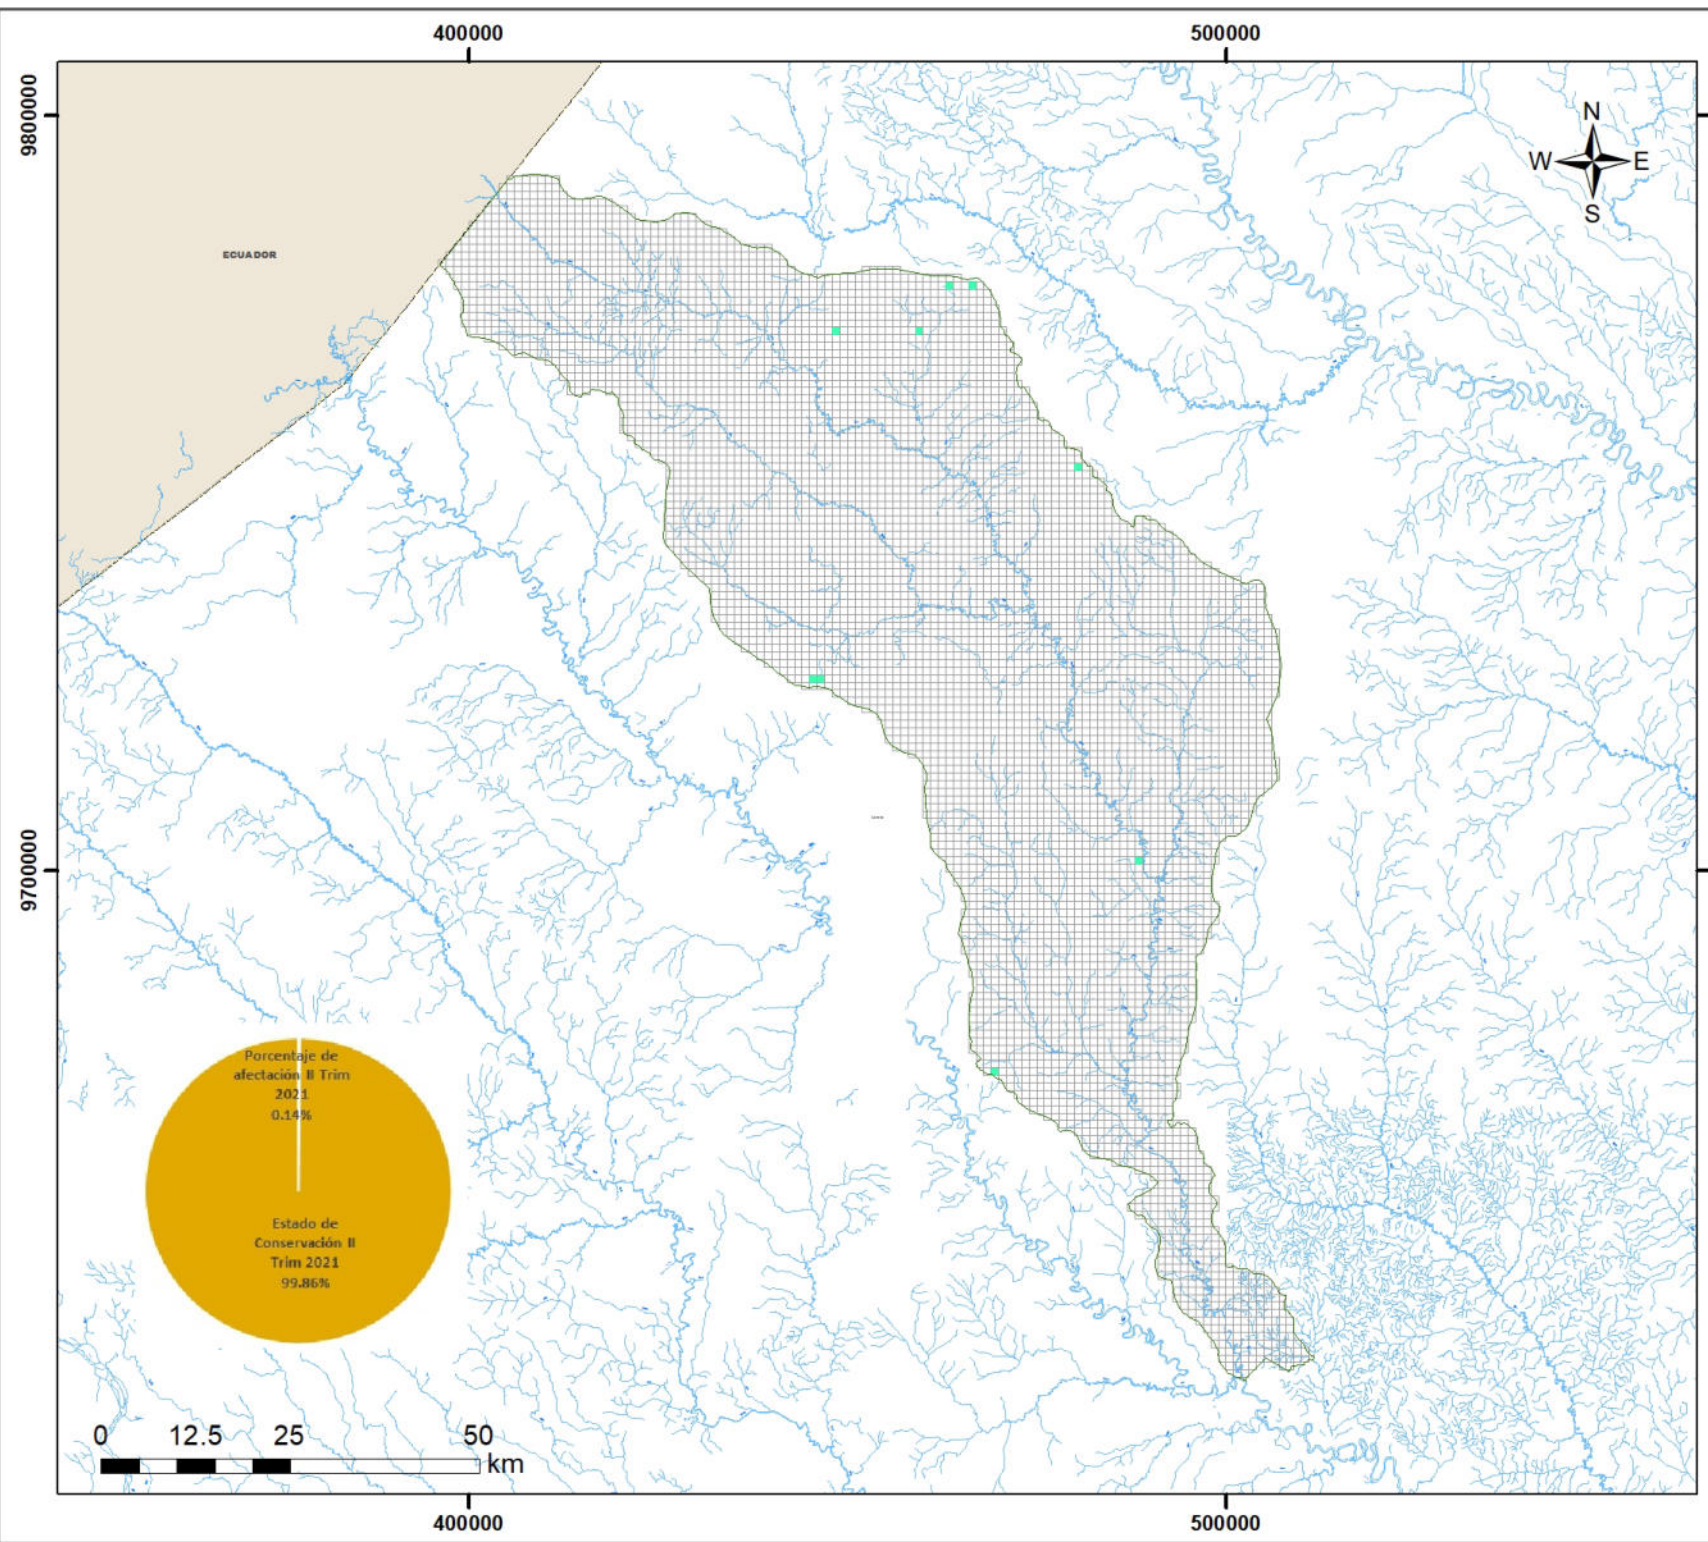 400000 500000
9800000
N
W E
S
ECUADOR
9700000
Porcentaje de
afectación II Trim
2021
0.14%
Estado de
Conservación II
Trim 2021
99.86%
0 12.5 25 50
km
400000 500000